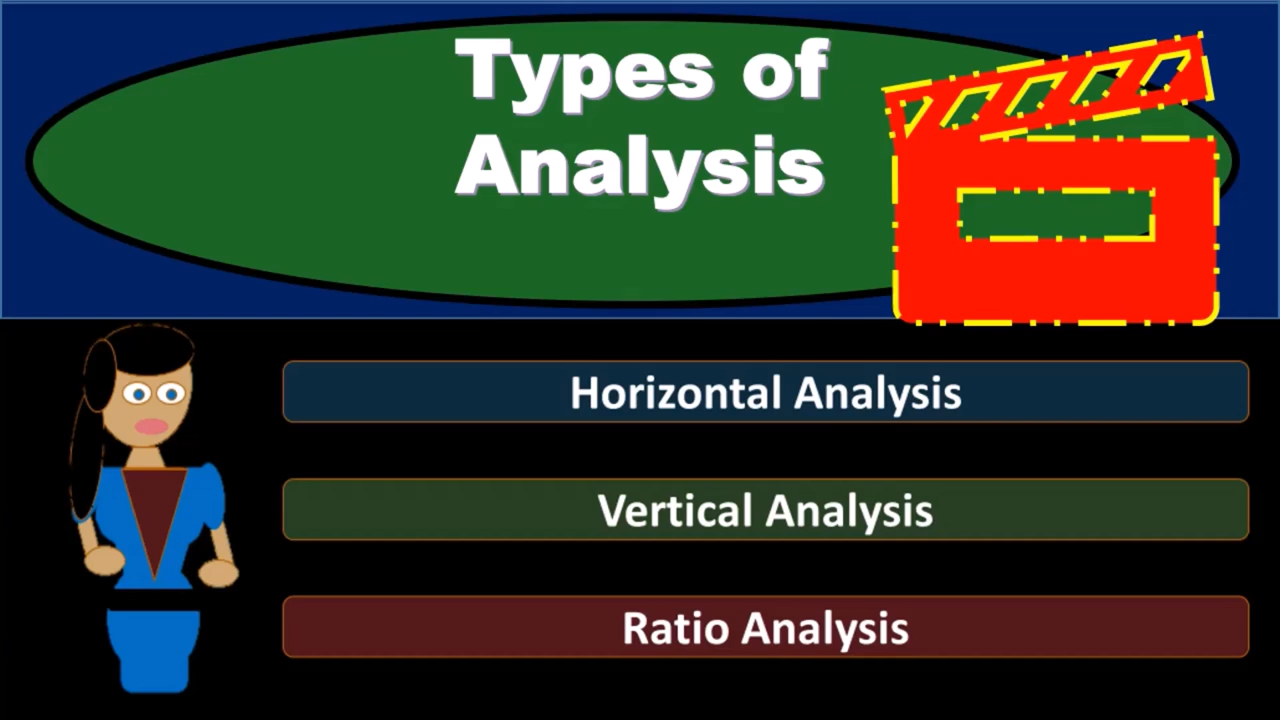 Types of
Analysis
Horizontal Analysis
Vertical Analysis
Ratio Analysis